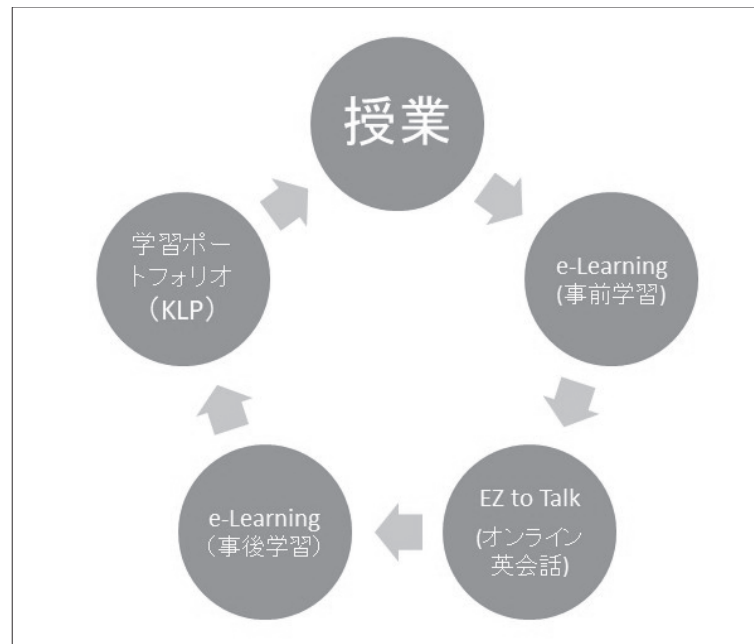 授業
e-Learning
(事前学習)
EZ to Talk
(オンライン
英会話)
e-Learning
（事後学習）
学習ポー
トフォリオ
（KLP）